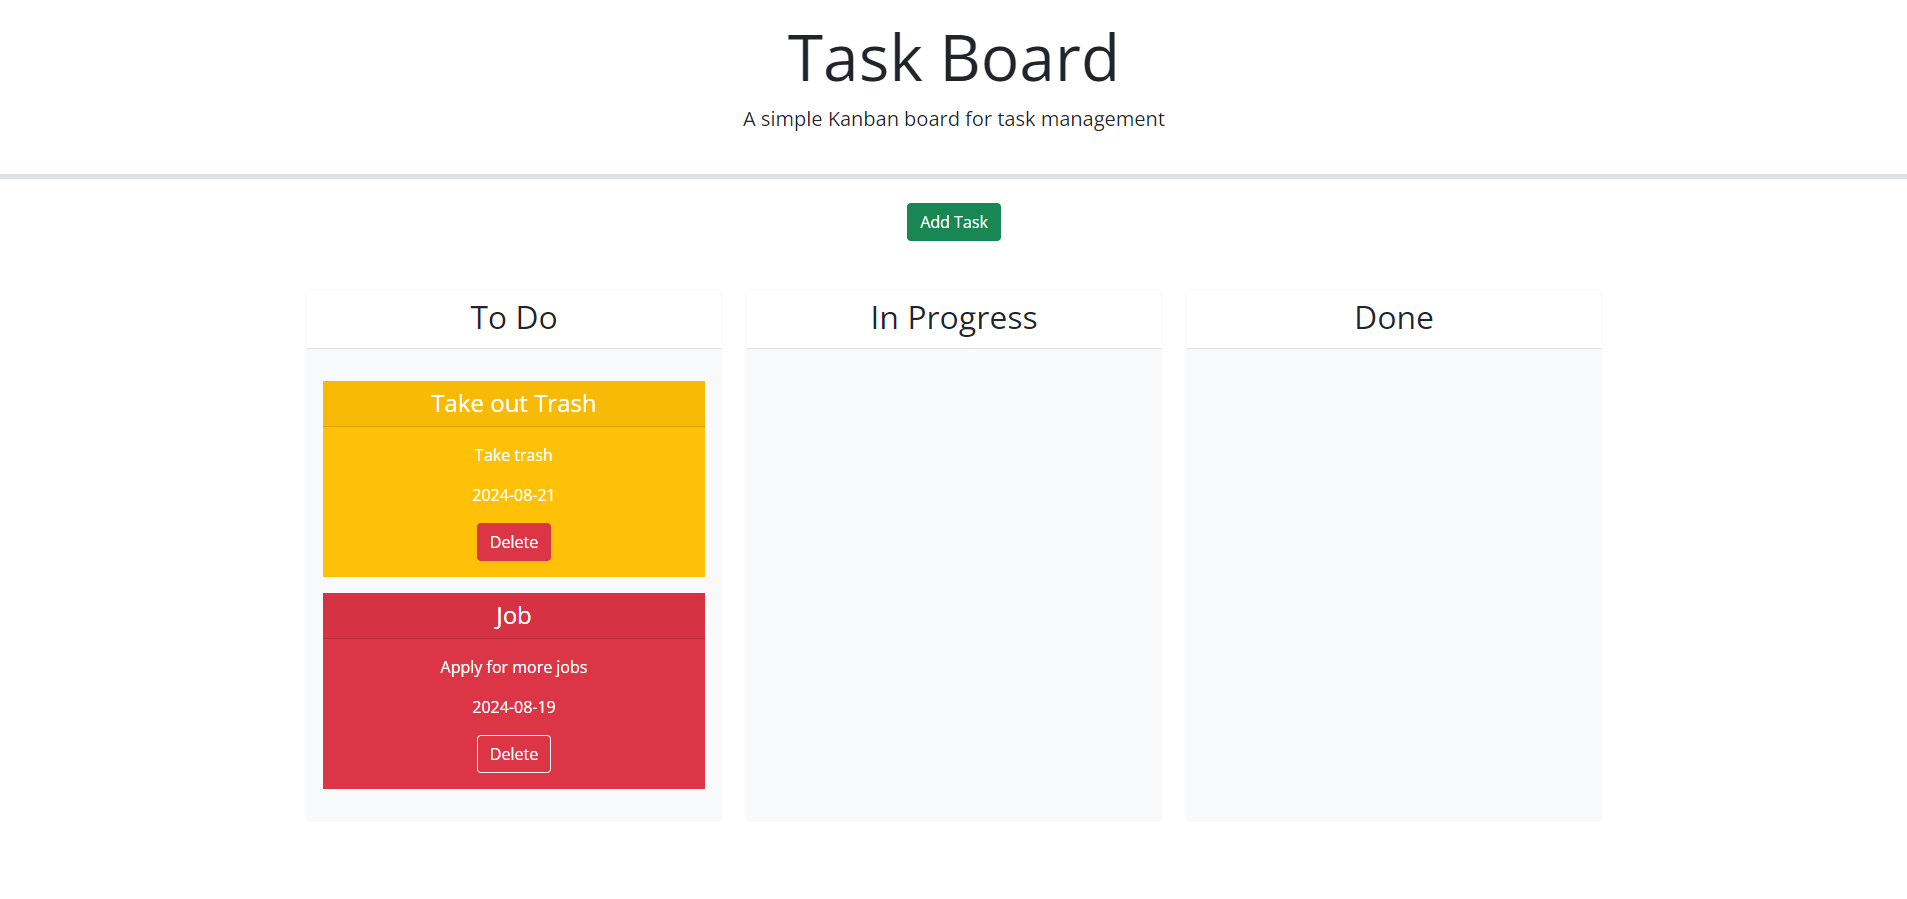 Task Board
A simple Kanban board for task management
Add Task
To Do
Take out Trash
Take trash
2024-08-21
Delete
Job
Apply for more jobs
2024-08-19
Delete
In Progress
Done